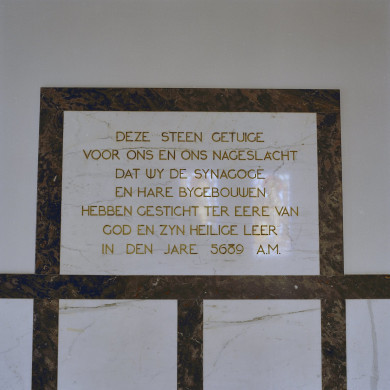 DEZE STEEN GETUIGE
VOOR ONS EN ONS NAGESLACHT
DAT WY DE SYNAGOGE
EN HARE BYGEBOUWEN
HEBBEN GESTICHT TER EERE VAN
GOD EN ZYN HEILIGE LEER
IN DEN JARE 5689 A.M.